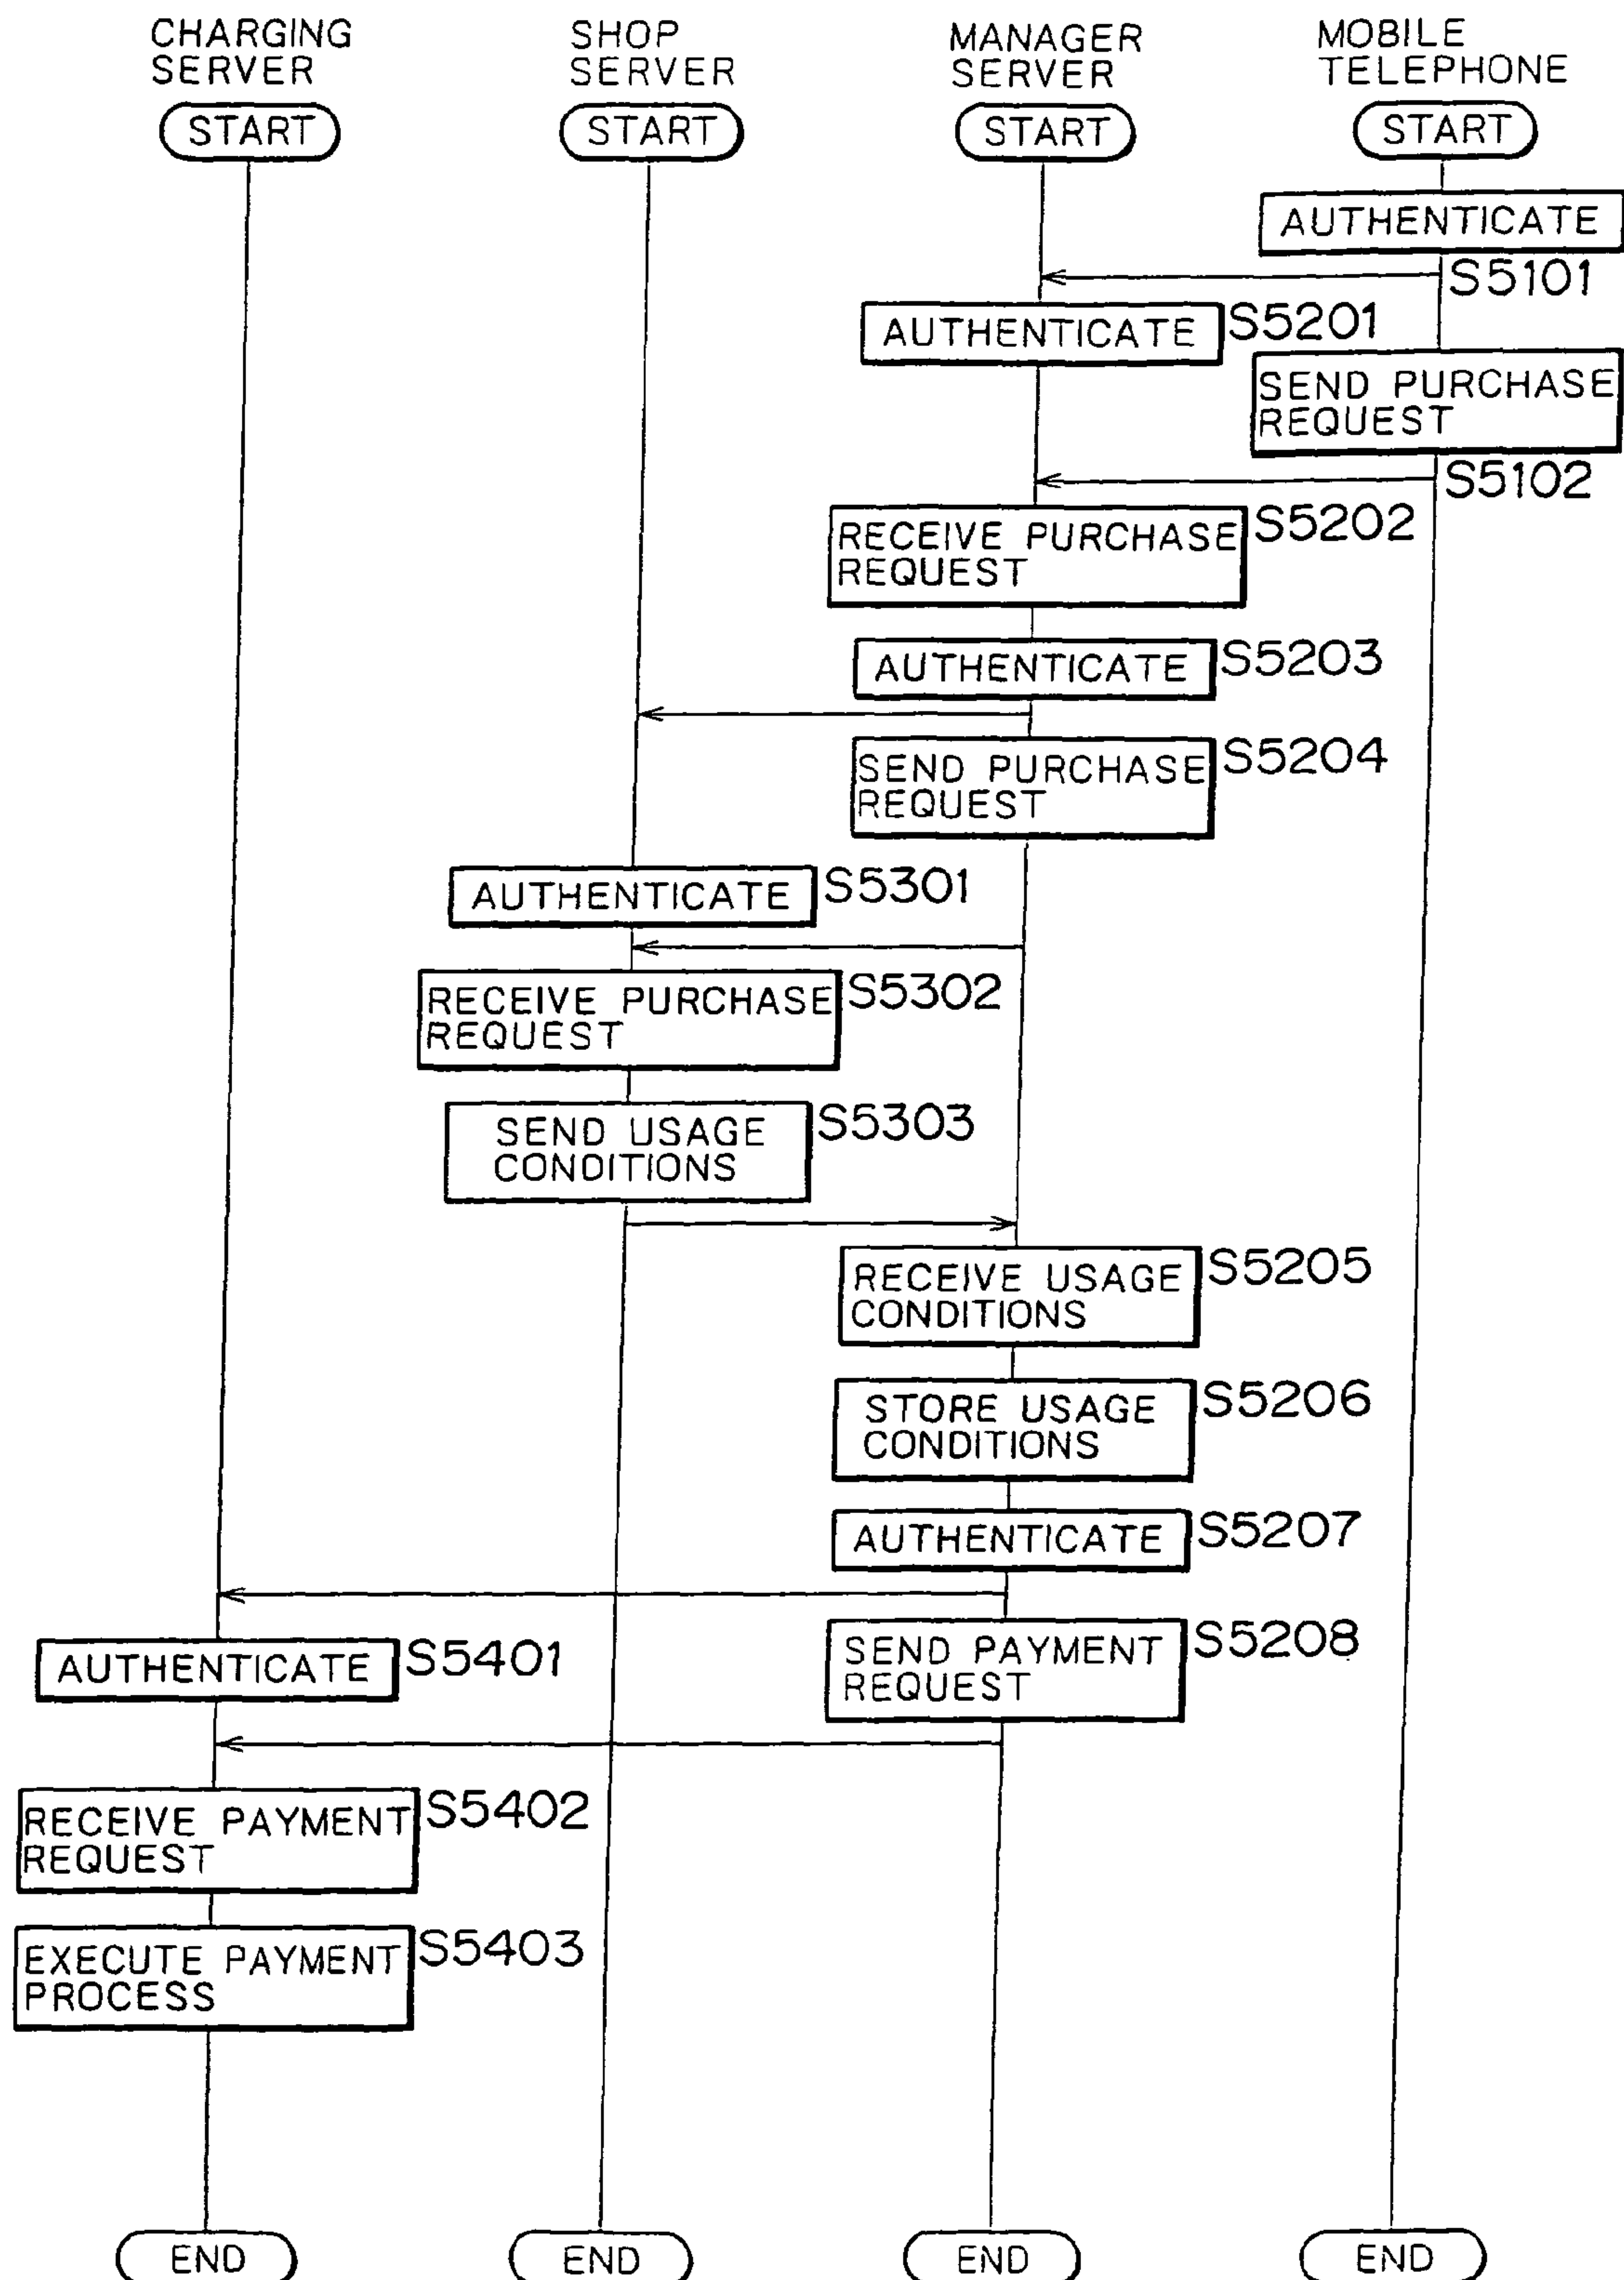 CHARGING
SERVER
SHOP
SERVER
MANAGER
SERVER
MOBILE
TELEPHONE
START
START
START
START
AUTHENTICATE
S5101
AUTHENTICATE
S5201
SEND PURCHASE
REQUEST
S5102
RECEIVE PURCHASE
REQUEST
S5202
AUTHENTICATE
S5203
SEND PURCHASE
REQUEST
S5204
AUTHENTICATE
S5301
RECEIVE PURCHASE
REQUEST
S5302
SEND USAGE
CONDITIONS
S5303
RECEIVE USAGE
CONDITIONS
S5205
STORE USAGE
CONDITIONS
S5206
AUTHENTICATE
S5207
AUTHENTICATE
S5401
SEND PAYMENT
REQUEST
S5208
RECEIVE PAYMENT
REQUEST
S5402
EXECUTE PAYMENT
PROCESS
S5403
END
END
END
END